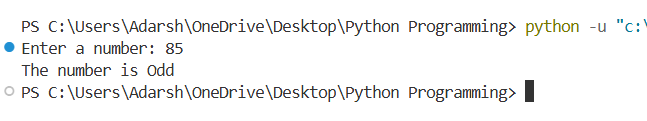 PS C:\Users\Adarsh\OneDrive\Desktop\Python Programming> python -u "c:\
Enter a number: 85
The number is Odd
PS C:\Users\Adarsh\OneDrive\Desktop\Python Programming>